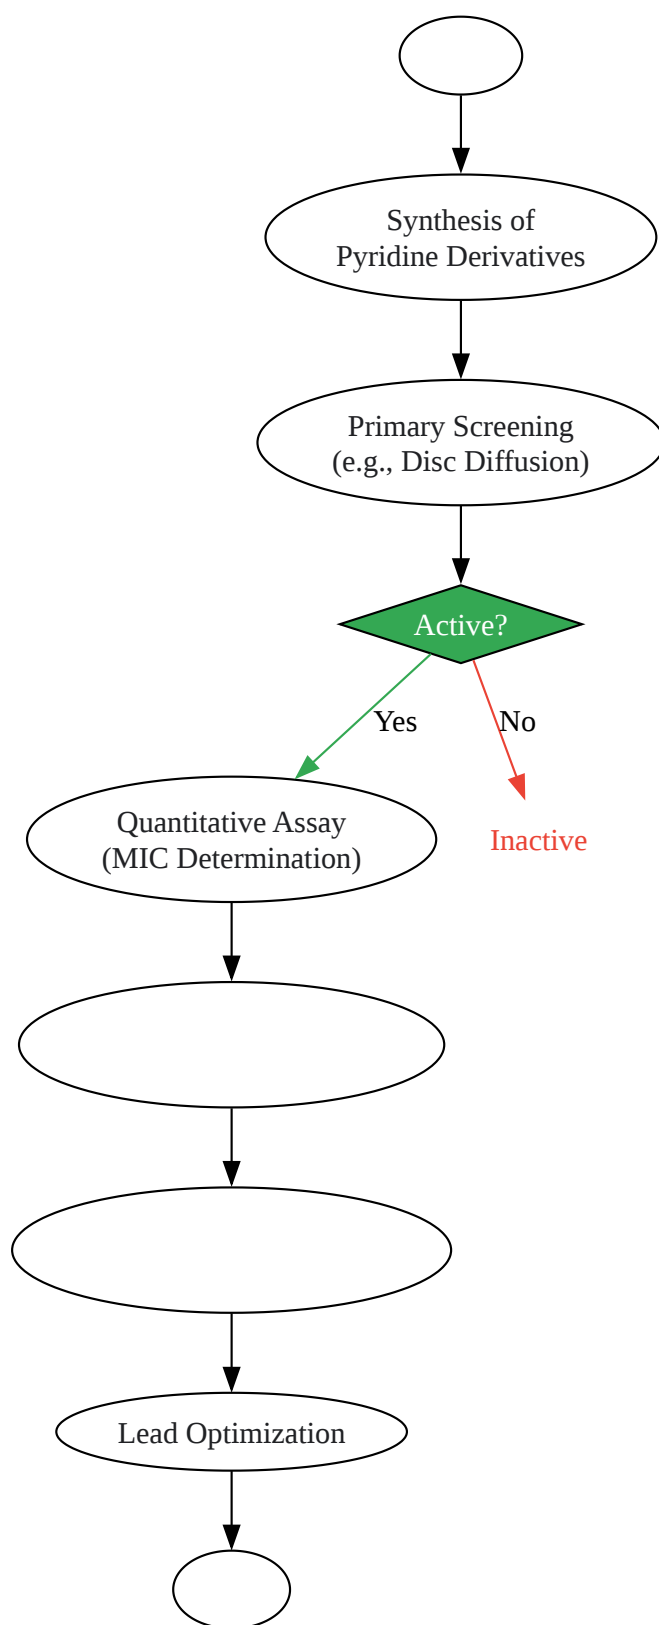 Synthesis of
Pyridine Derivatives
Primary Screening
(e.g., Disc Diffusion)
Active?
Yes
No
Quantitative Assay
(MIC Determination)
Inactive
Lead Optimization